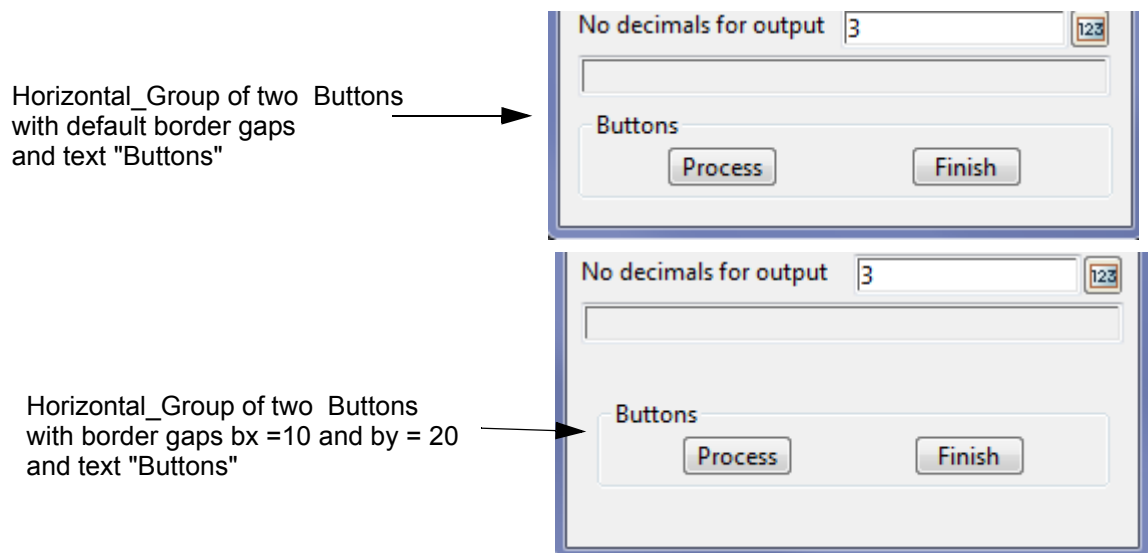 No decimals for output 3 123
Horizontal_Group of two Buttons
with default border gaps
and text "Buttons"
Buttons
Process Finish
No decimals for output 3 123
Horizontal_Group of two Buttons
with border gaps bx =10 and by = 20
and text "Buttons"
Buttons
Process Finish